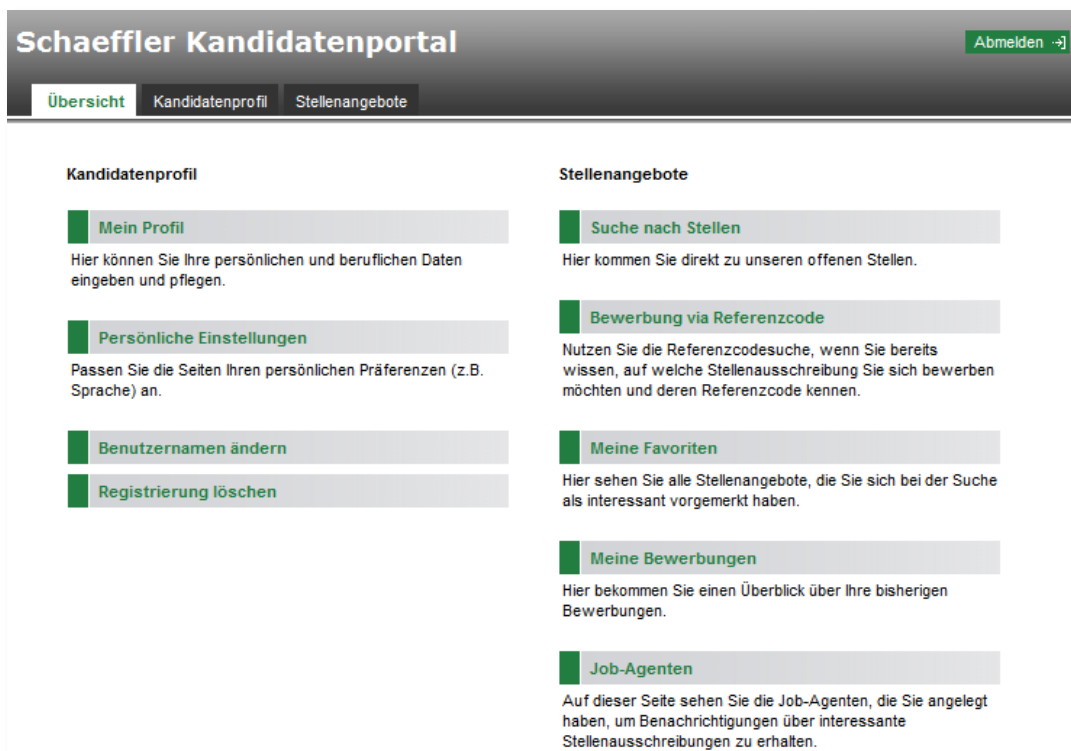 Schaeffler Kandidatenportal
Abmelden
Übersicht
Kandidatenprofil
Stellenangebote
Kandidatenprofil
Mein Profil
Hier können Sie Ihre persönlichen und beruflichen Daten
eingeben und pflegen.
Persönliche Einstellungen
Passen Sie die Seiten Ihren persönlichen Präferenzen (z.B.
Sprache) an.
Benutzernamen ändern
Registrierung löschen
Stellenangebote
Suche nach Stellen
Hier kommen Sie direkt zu unseren offenen Stellen.
Bewerbung via Referenzcode
Nutzen Sie die Referenzcodesuche, wenn Sie bereits
wissen, auf welche Stellenausschreibung Sie sich bewerben
möchten und deren Referenzcode kennen.
Meine Favoriten
Hier sehen Sie alle Stellenangebote, die Sie sich bei der Suche
als interessant vorgemerkt haben.
Meine Bewerbungen
Hier bekommen Sie einen Überblick über Ihre bisherigen
Bewerbungen.
Job-Agenten
Auf dieser Seite sehen Sie die Job-Agenten, die Sie angelegt
haben, um Benachrichtigungen über interessante
Stellenausschreibungen zu erhalten.